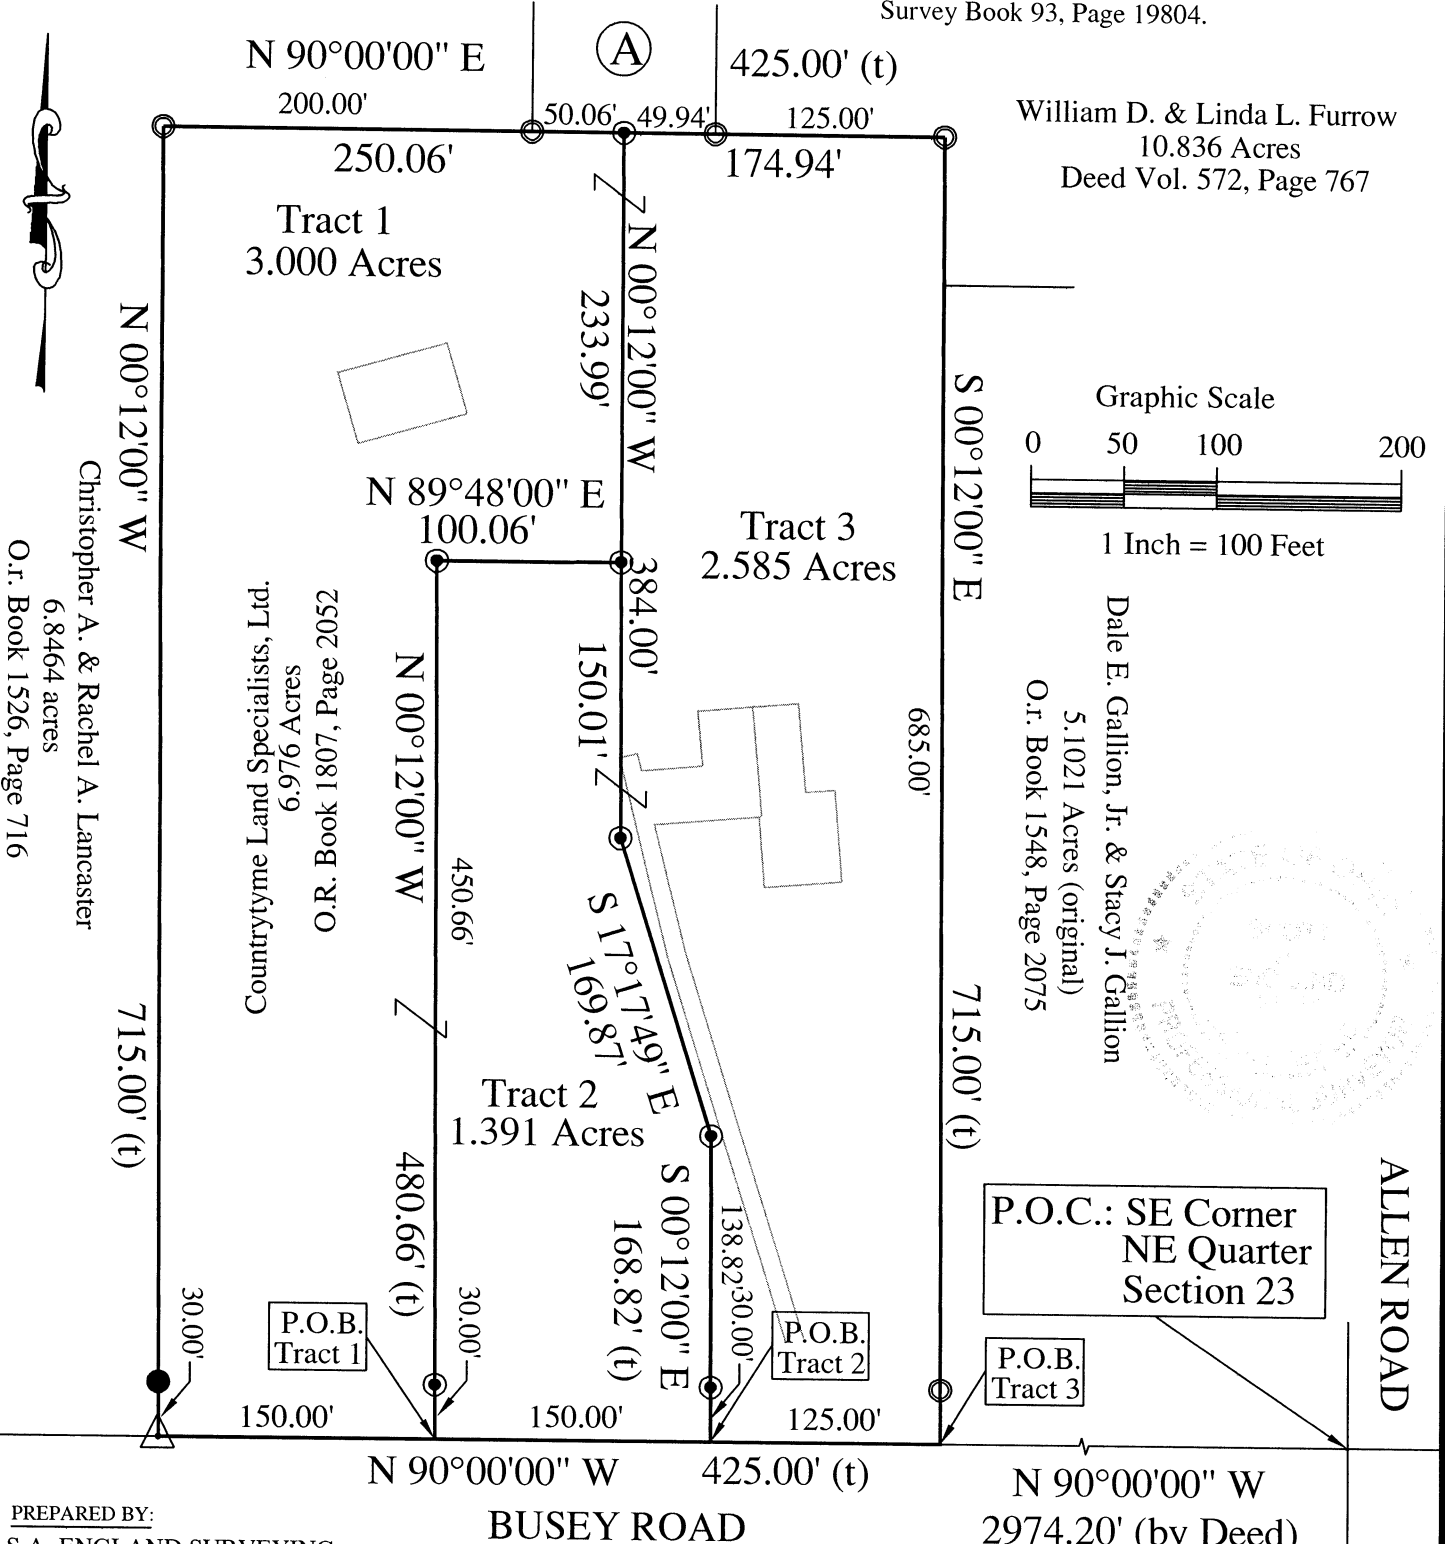 Survey Book 93, Page 19804.
N 90°00'00" E
A
425.00' (t)
200.00'
50.06'
49.94'
125.00'
250.06'
174.94'
William D. & Linda L. Furrow
10.836 Acres
Deed Vol. 572, Page 767
Tract 1
3.000 Acres
N 00°12'00" W
233.99'
N 00°12'00" W
715.00' (t)
S 00°12'00" E
685.00'
715.00' (t)
Graphic Scale
0 50 100 200
1 Inch = 100 Feet
N 89°48'00" E
100.06'
Tract 3
2.585 Acres
384.00'
150.01'
Christopher A. & Rachel A. Lancaster
6.8464 acres
O.r. Book 1526, Page 716
Countrytyme Land Specialists, Ltd.
6.976 Acres
O.R. Book 1807, Page 2052
N 00°12'00" W
450.66'
480.66' (t)
Dale E. Gallion, Jr. & Stacy J. Gallion
5.1021 Acres (original)
O.r. Book 1548, Page 2075
S 17°17'49" E
169.87'
Tract 2
1.391 Acres
S 00°12'00" E
168.82' (t)
138.82'
30.00'
30.00'
30.00'
P.O.B.
Tract 1
P.O.B.
Tract 2
P.O.B.
Tract 3
P.O.C.: SE Corner
NE Quarter
Section 23
ALLEN ROAD
150.00'
150.00'
125.00'
N 90°00'00" W
425.00' (t)
N 90°00'00" W
2974.20' (by Deed)
BUSEY ROAD
PREPARED BY:
S.A. ENGLAND SURVEYING